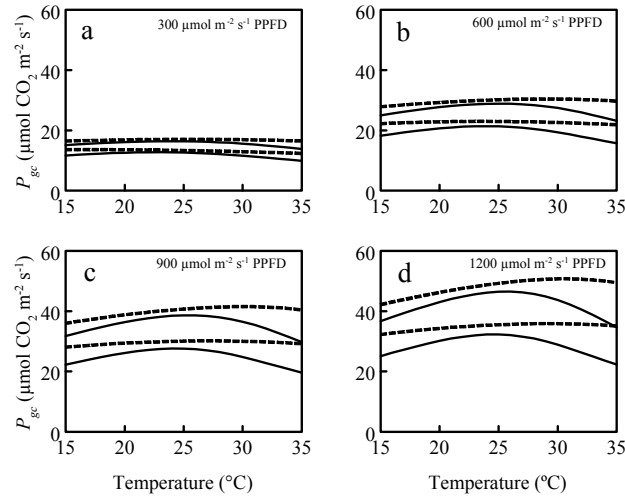 a
300 µmol m⁻² s⁻¹ PPFD
b
600 µmol m⁻² s⁻¹ PPFD
60
40
20
0
15 20 25 30 35
60
40
20
0
15 20 25 30 35
P_gc (µmol CO₂ m⁻² s⁻¹)
c
900 µmol m⁻² s⁻¹ PPFD
d
1200 µmol m⁻² s⁻¹ PPFD
60
40
20
0
15 20 25 30 35
60
40
20
0
15 20 25 30 35
P_gc (µmol CO₂ m⁻² s⁻¹)
Temperature (°C)
Temperature (ºC)